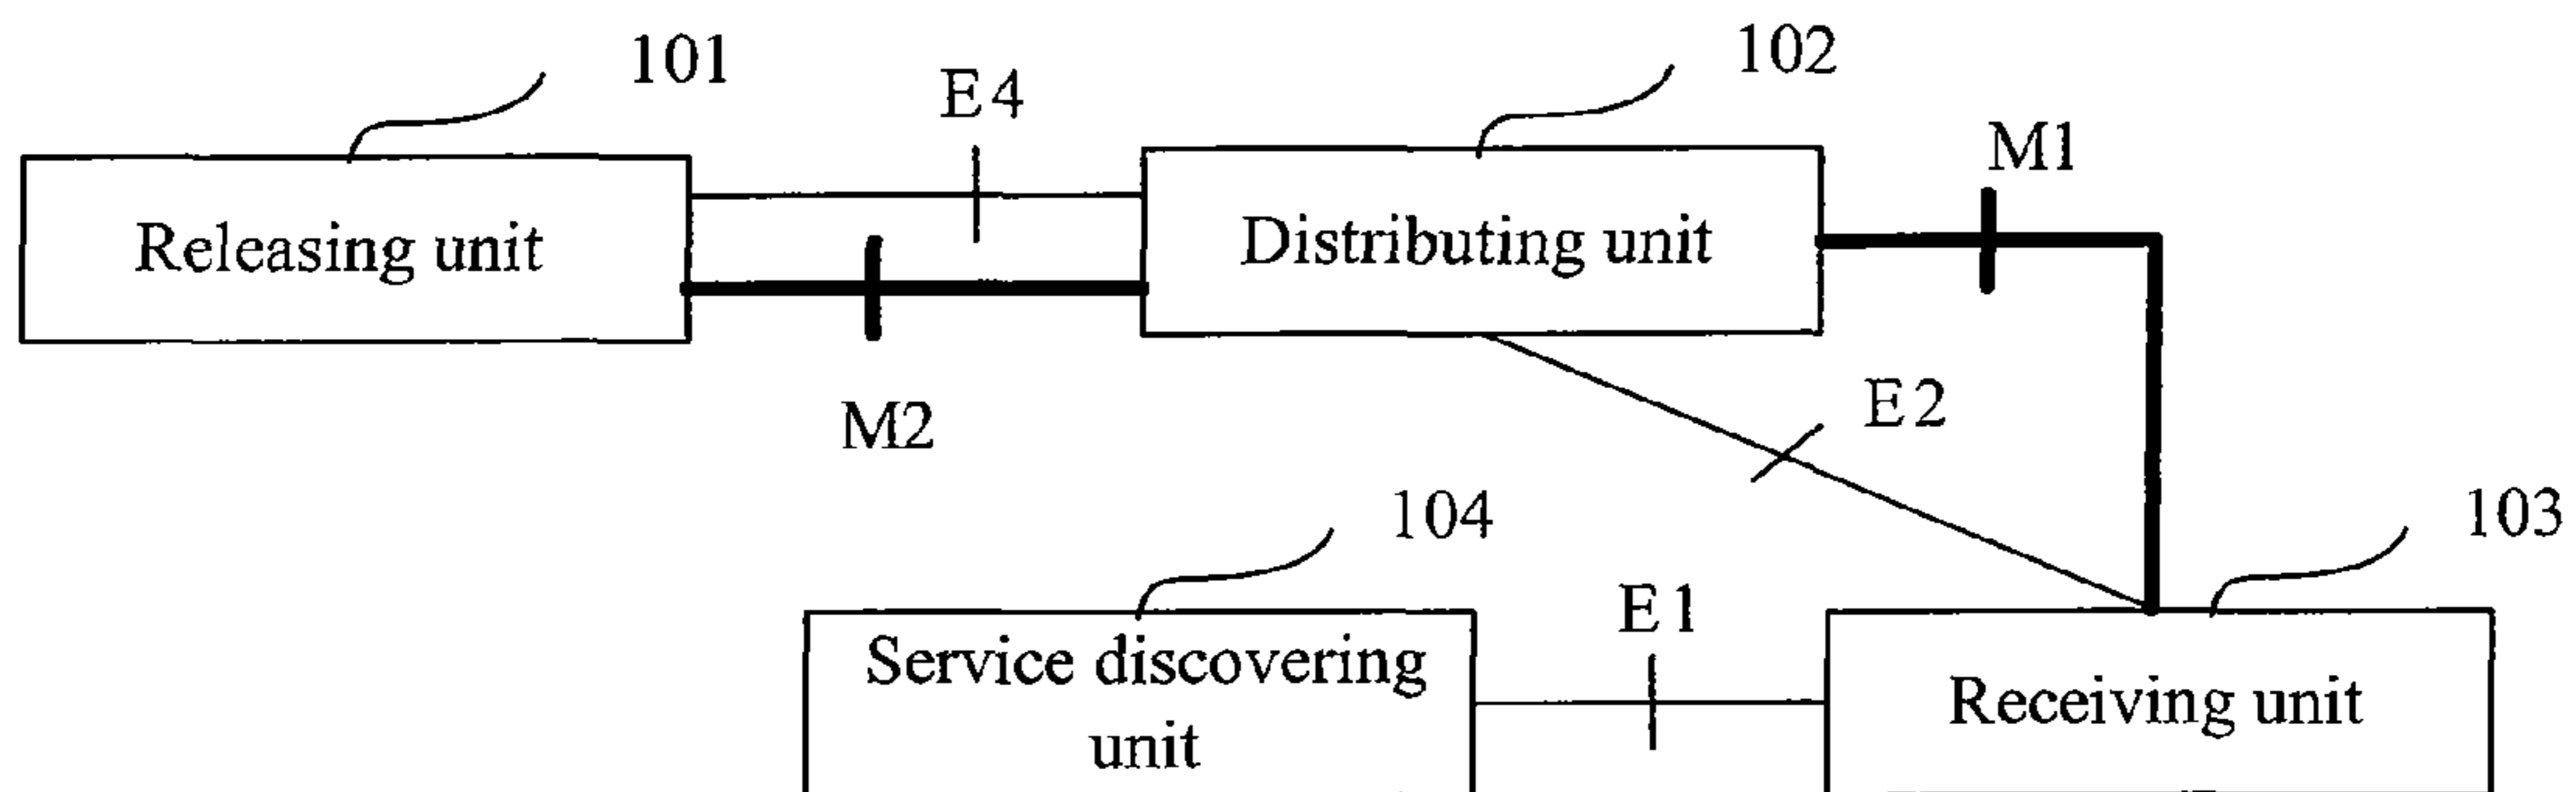 101
E4
102
M1
Releasing unit
Distributing unit
M2
E2
104
103
E1
Service discovering
unit
Receiving unit